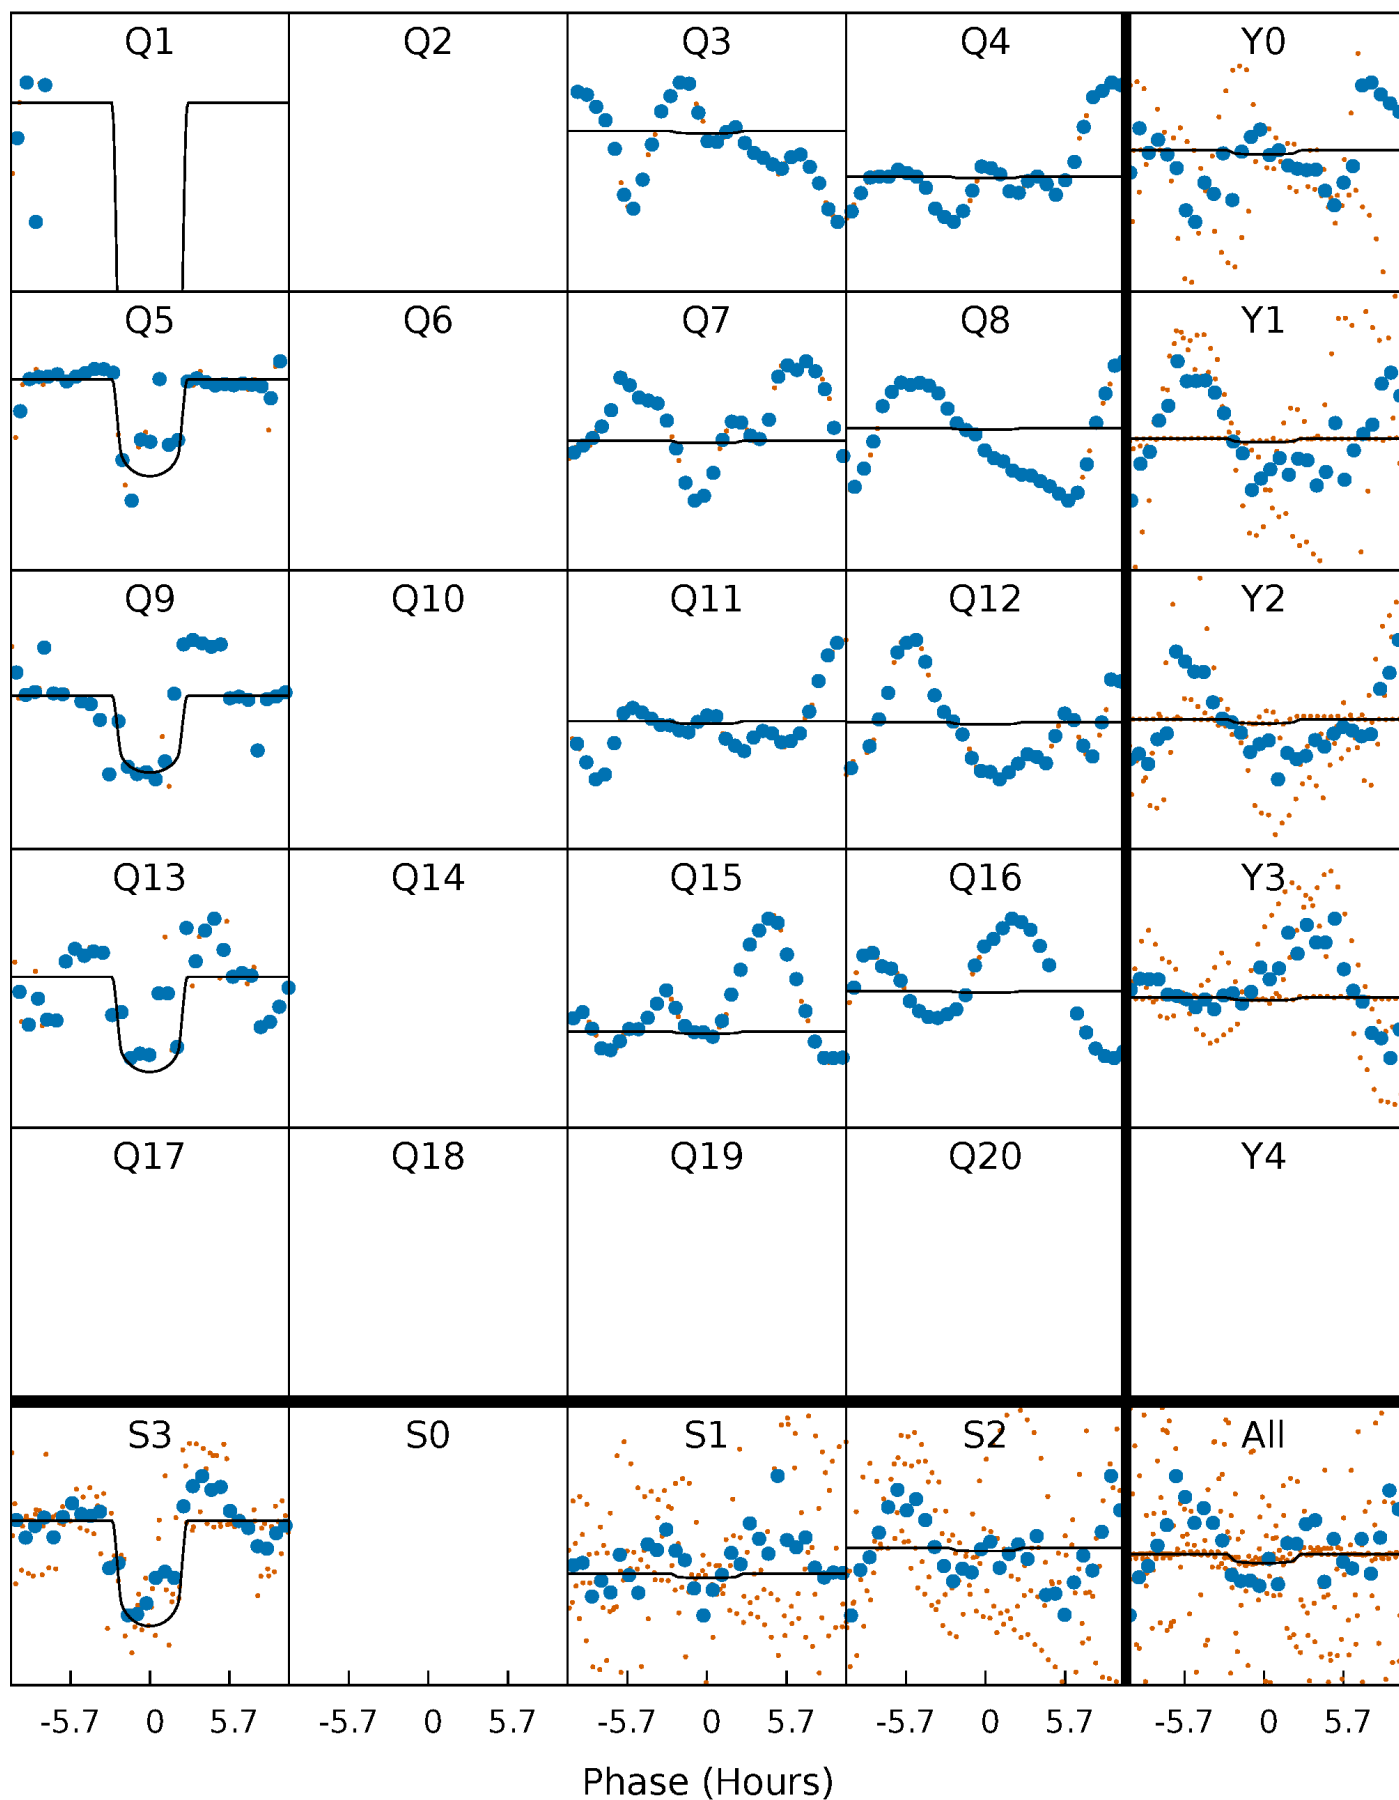 Q1 Q2 Q3 Q4 Y0
Q5 Q6 Q7 Q8 Y1
Q9 Q10 Q11 Q12 Y2
Q13 Q14 Q15 Q16 Y3
Q17 Q18 Q19 Q20 Y4
S3 S0 S1 S2 All
-5.7 0 5.7 -5.7 0 5.7 -5.7 0 5.7 -5.7 0 5.7 -5.7 0 5.7
Phase (Hours)